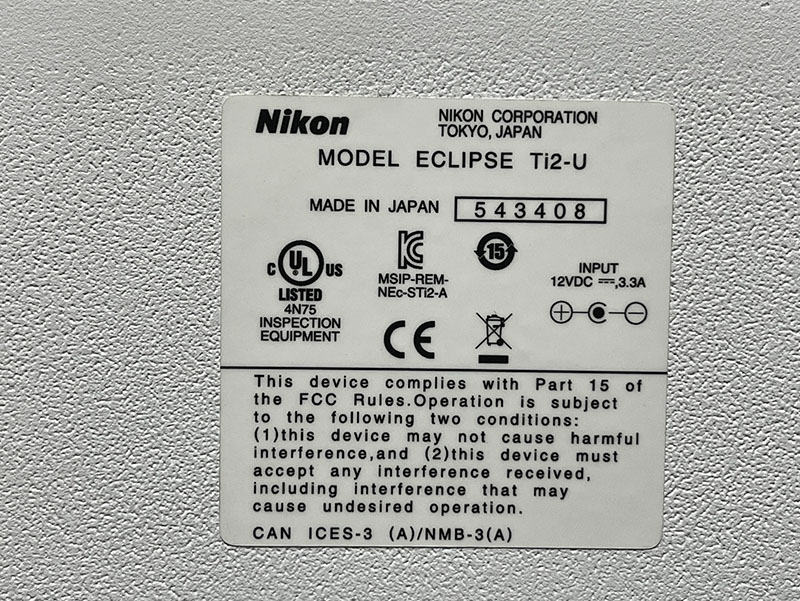 Nikon
NIKON CORPORATION
TOKYO, JAPAN
MODEL ECLIPSE Ti2-U
MADE IN JAPAN 543408
c UL US
LISTED
4N75
INSPECTION
EQUIPMENT
KC
MSIP-REM-
NEc-STi2-A
15
CE
INPUT
12VDC ⎓,3.3A
This device complies with Part 15 of
the FCC Rules.Operation is subject
to the following two conditions:
(1)this device may not cause harmful
interference,and (2)this device must
accept any interference received,
including interference that may
cause undesired operation.
CAN ICES-3 (A)/NMB-3(A)